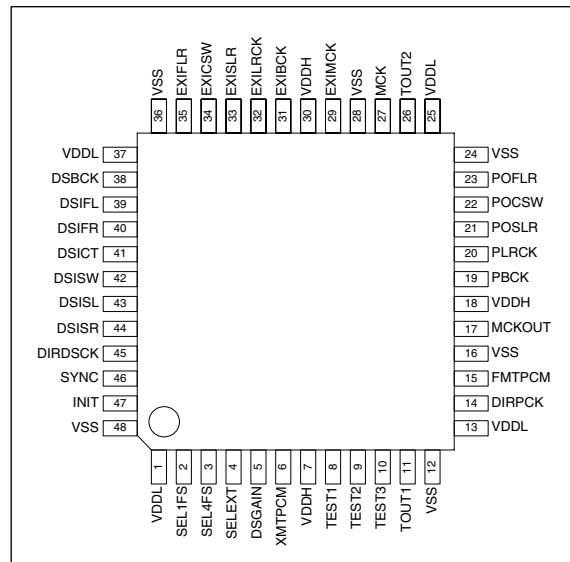 VSS
EXIFLR
EXICSW
EXISLR
EXILRCK
EXIBCK
VDDH
EXIMCK
VSS
MCK
TOUT2
VDDL
36 35 34 33 32 31 30 29 28 27 26 25
VDDL 37 24 VSS
DSBCK 38 23 POFLR
DSIFL 39 22 POCSW
DSIFR 40 21 POSLR
DSICT 41 20 PLRCK
DSISW 42 19 PBCK
DSISL 43 18 VDDH
DSISR 44 17 MCKOUT
DIRDSCK 45 16 VSS
SYNC 46 15 FMTPCM
INIT 47 14 DIRPCK
VSS 48 13 VDDL
1 2 3 4 5 6 7 8 9 10 11 12
VDDL
SEL1FS
SEL4FS
SELEXT
DSGAIN
XMTPCM
VDDH
TEST1
TEST2
TEST3
TOUT1
VSS